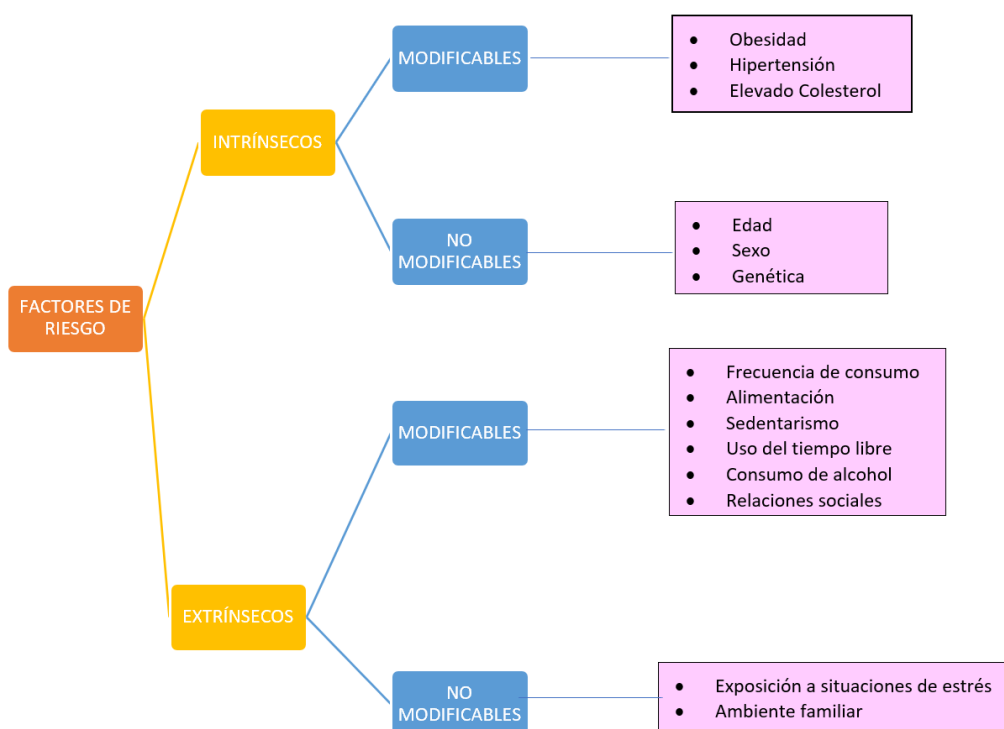 FACTORES DE
RIESGO
INTRÍNSECOS
MODIFICABLES
• Obesidad
• Hipertensión
• Elevado Colesterol
NO
MODIFICABLES
• Edad
• Sexo
• Genética
EXTRÍNSECOS
MODIFICABLES
• Frecuencia de consumo
• Alimentación
• Sedentarismo
• Uso del tiempo libre
• Consumo de alcohol
• Relaciones sociales
NO
MODIFICABLES
• Exposición a situaciones de estrés
• Ambiente familiar